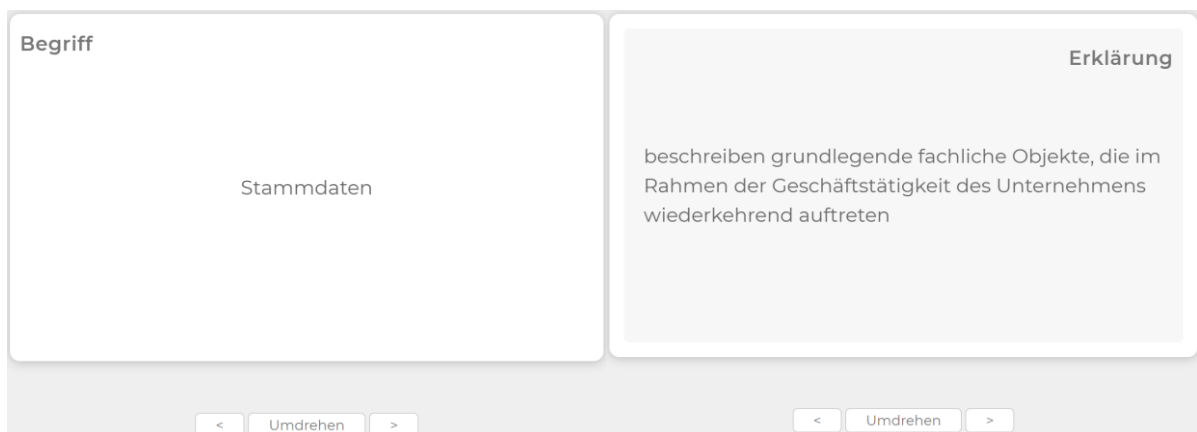 Begriff
Stammdaten
< Umdrehen >
Erklärung
beschreiben grundlegende fachliche Objekte, die im
Rahmen der Geschäftstätigkeit des Unternehmens
wiederkehrend auftreten
< Umdrehen >